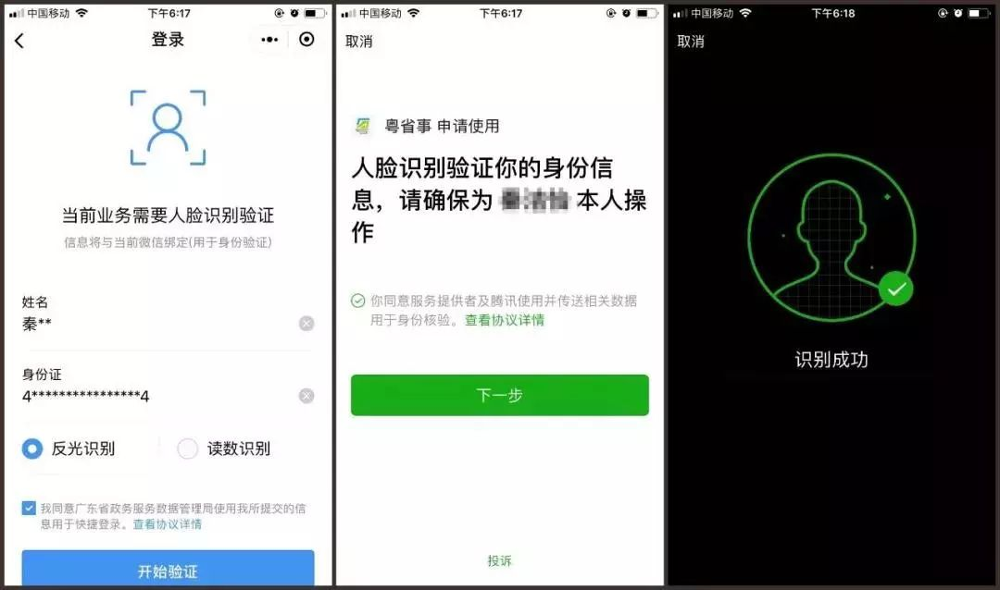 中国移动
下午6:17
登录
当前业务需要人脸识别验证
信息将与当前微信绑定(用于身份验证)
姓名
秦**
身份证
4****************4
反光识别
读数识别
我同意广东省政务服务数据管理局使用我所提交的信
息用于快捷登录。查看协议详情
开始验证
中国移动
下午6:17
取消
粤省事 申请使用
人脸识别验证你的身份信
息，请确保为 本人操
作
你同意服务提供者及腾讯使用并传送相关数据
用于身份核验。查看协议详情
下一步
投诉
中国移动
下午6:18
取消
识别成功